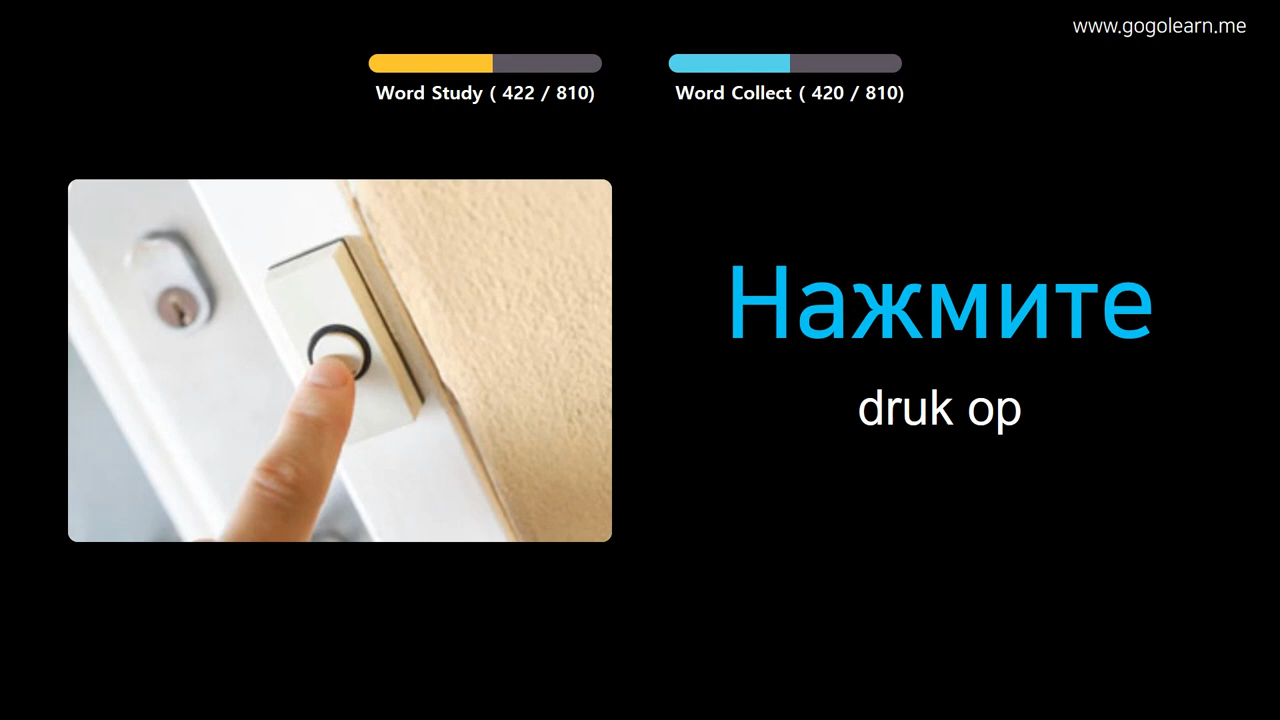 www.gogolearn.me
Word Study ( 422 / 810)
Word Collect ( 420 / 810)
Нажмите
druk op